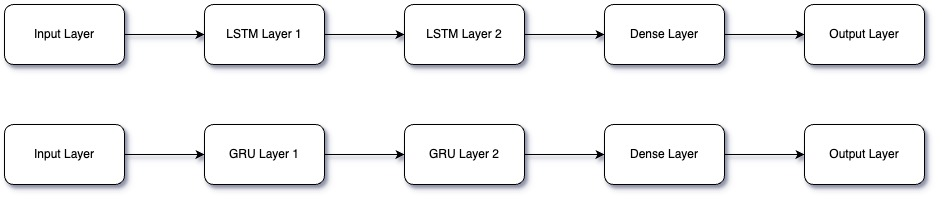 Input Layer
LSTM Layer 1
LSTM Layer 2
Dense Layer
Output Layer
Input Layer
GRU Layer 1
GRU Layer 2
Dense Layer
Output Layer